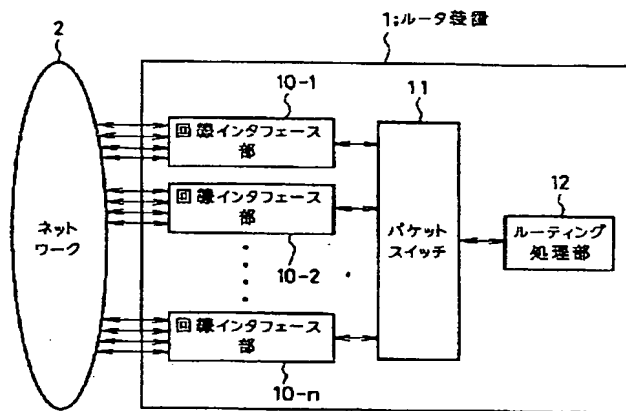 2
1;ルータ装置
10-1
回線インタフェース
部
11
回線インタフェース
部
10-2
ネット
ワーク
パケット
スイッチ
12
ルーティング
処理部
回線インタフェース
部
10-n